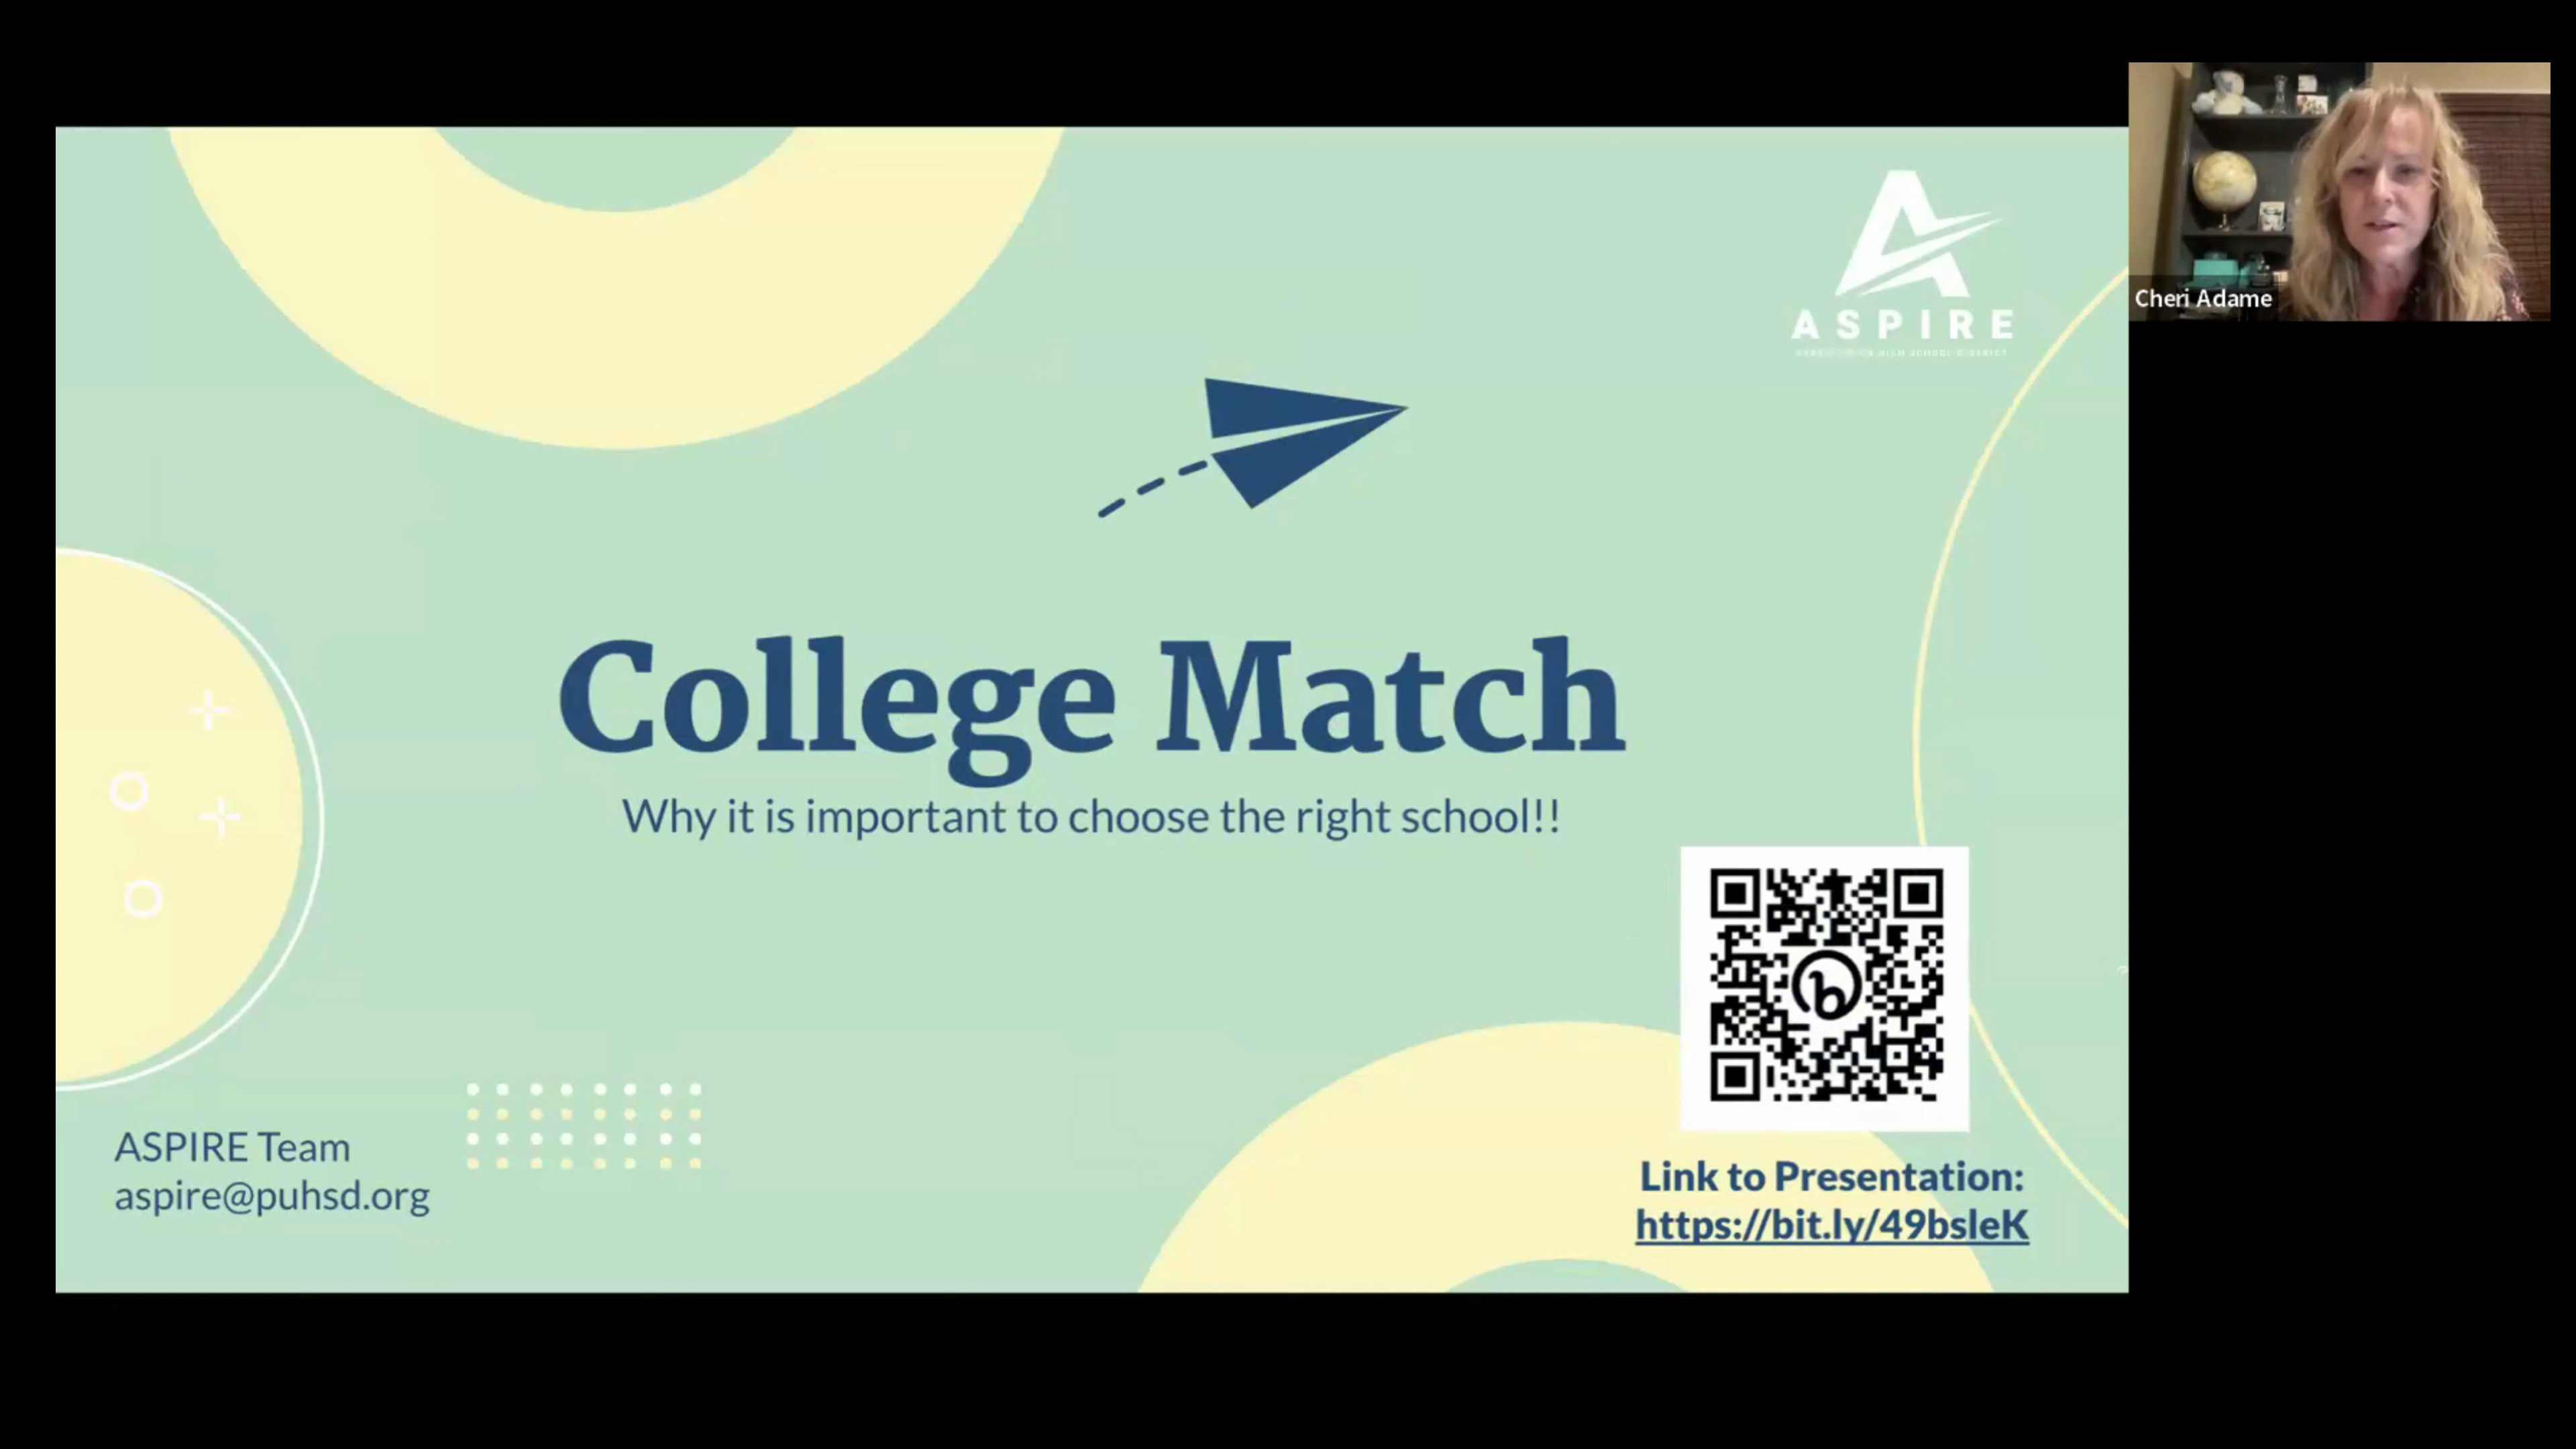 ASPIRE
Cheri Adame
College Match
Why it is important to choose the right school!!
ASPIRE Team
aspire@puhsd.org
Link to Presentation:
https://bit.ly/49bsleK